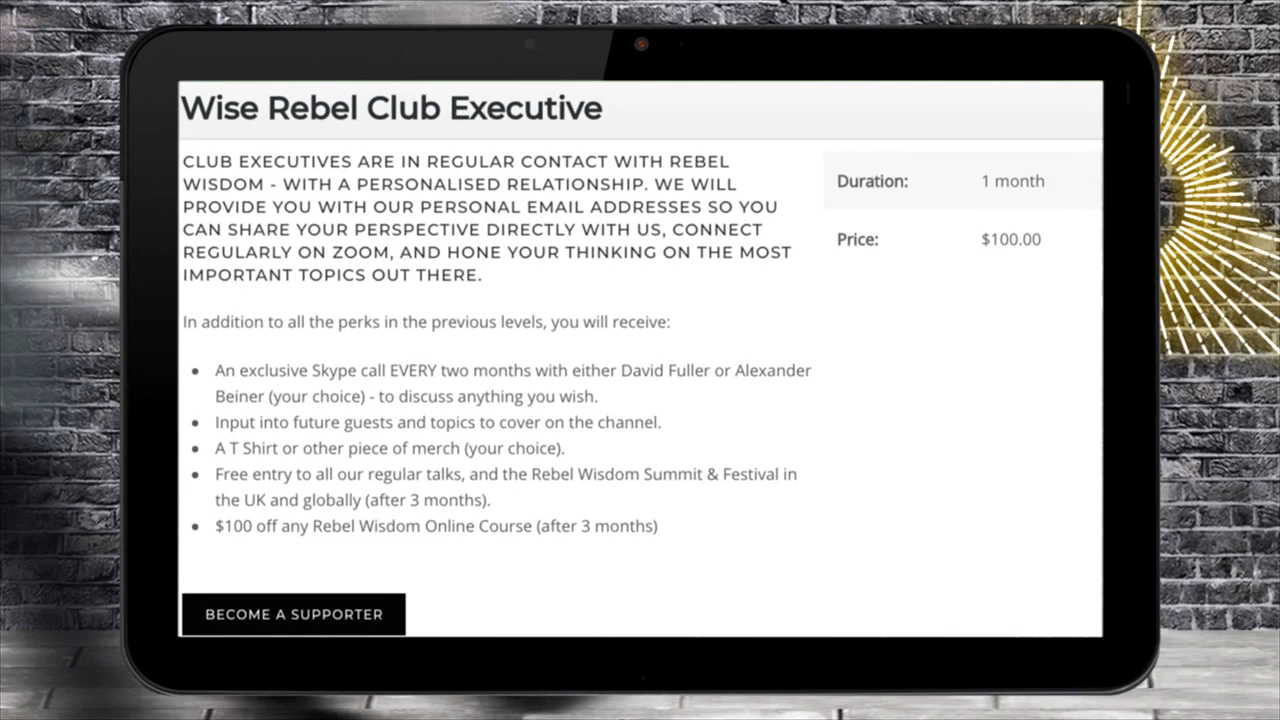 Wise Rebel Club Executive
CLUB EXECUTIVES ARE IN REGULAR CONTACT WITH REBEL
WISDOM - WITH A PERSONALISED RELATIONSHIP. WE WILL
PROVIDE YOU WITH OUR PERSONAL EMAIL ADDRESSES SO YOU
CAN SHARE YOUR PERSPECTIVE DIRECTLY WITH US, CONNECT
REGULARLY ON ZOOM, AND HONE YOUR THINKING ON THE MOST
IMPORTANT TOPICS OUT THERE.
In addition to all the perks in the previous levels, you will receive:
• An exclusive Skype call EVERY two months with either David Fuller or Alexander
Beiner (your choice) - to discuss anything you wish.
• Input into future guests and topics to cover on the channel.
• A T Shirt or other piece of merch (your choice).
• Free entry to all our regular talks, and the Rebel Wisdom Summit & Festival in
the UK and globally (after 3 months).
• $100 off any Rebel Wisdom Online Course (after 3 months)
BECOME A SUPPORTER
Duration: 1 month
Price: $100.00